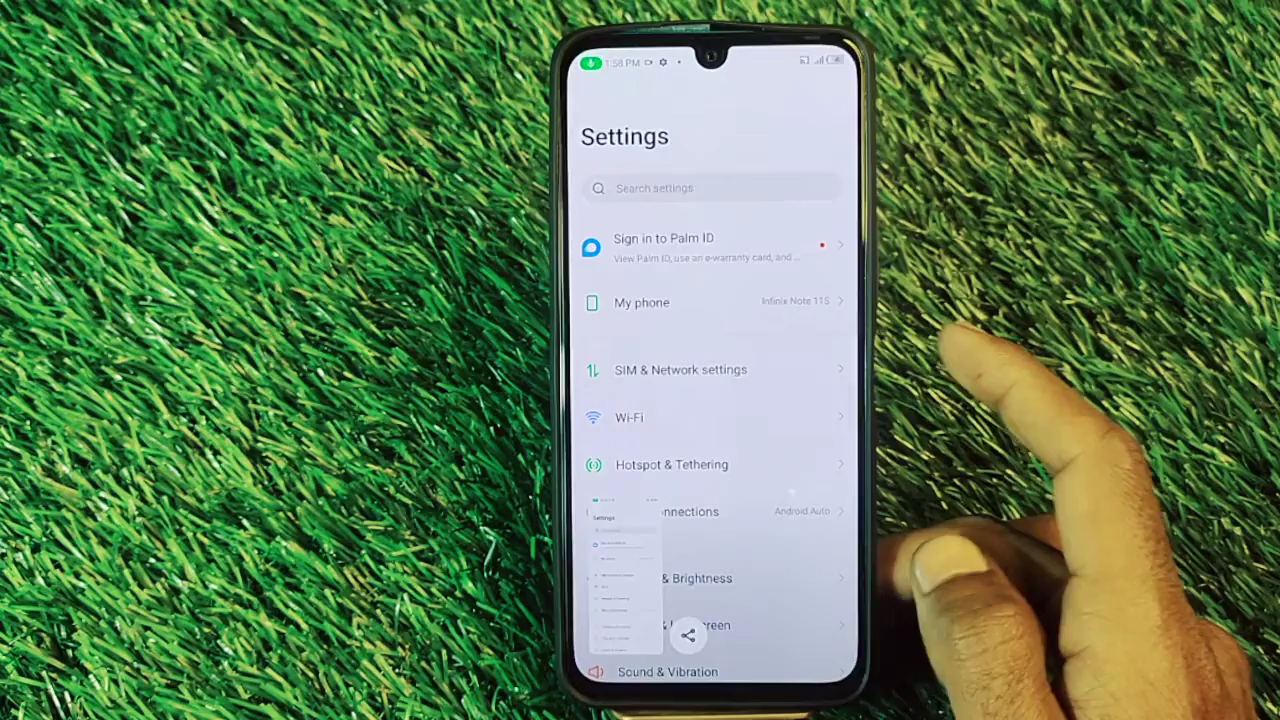 1:58 PM
Settings
Search settings
Sign in to Palm ID
View Palm ID, use an e-warranty card, and ...
My phone
Infinix Note 11S
SIM & Network settings
Wi-Fi
Hotspot & Tethering
Settings
onnections
Android Auto
& Brightness
&
reen
Sound & Vibration